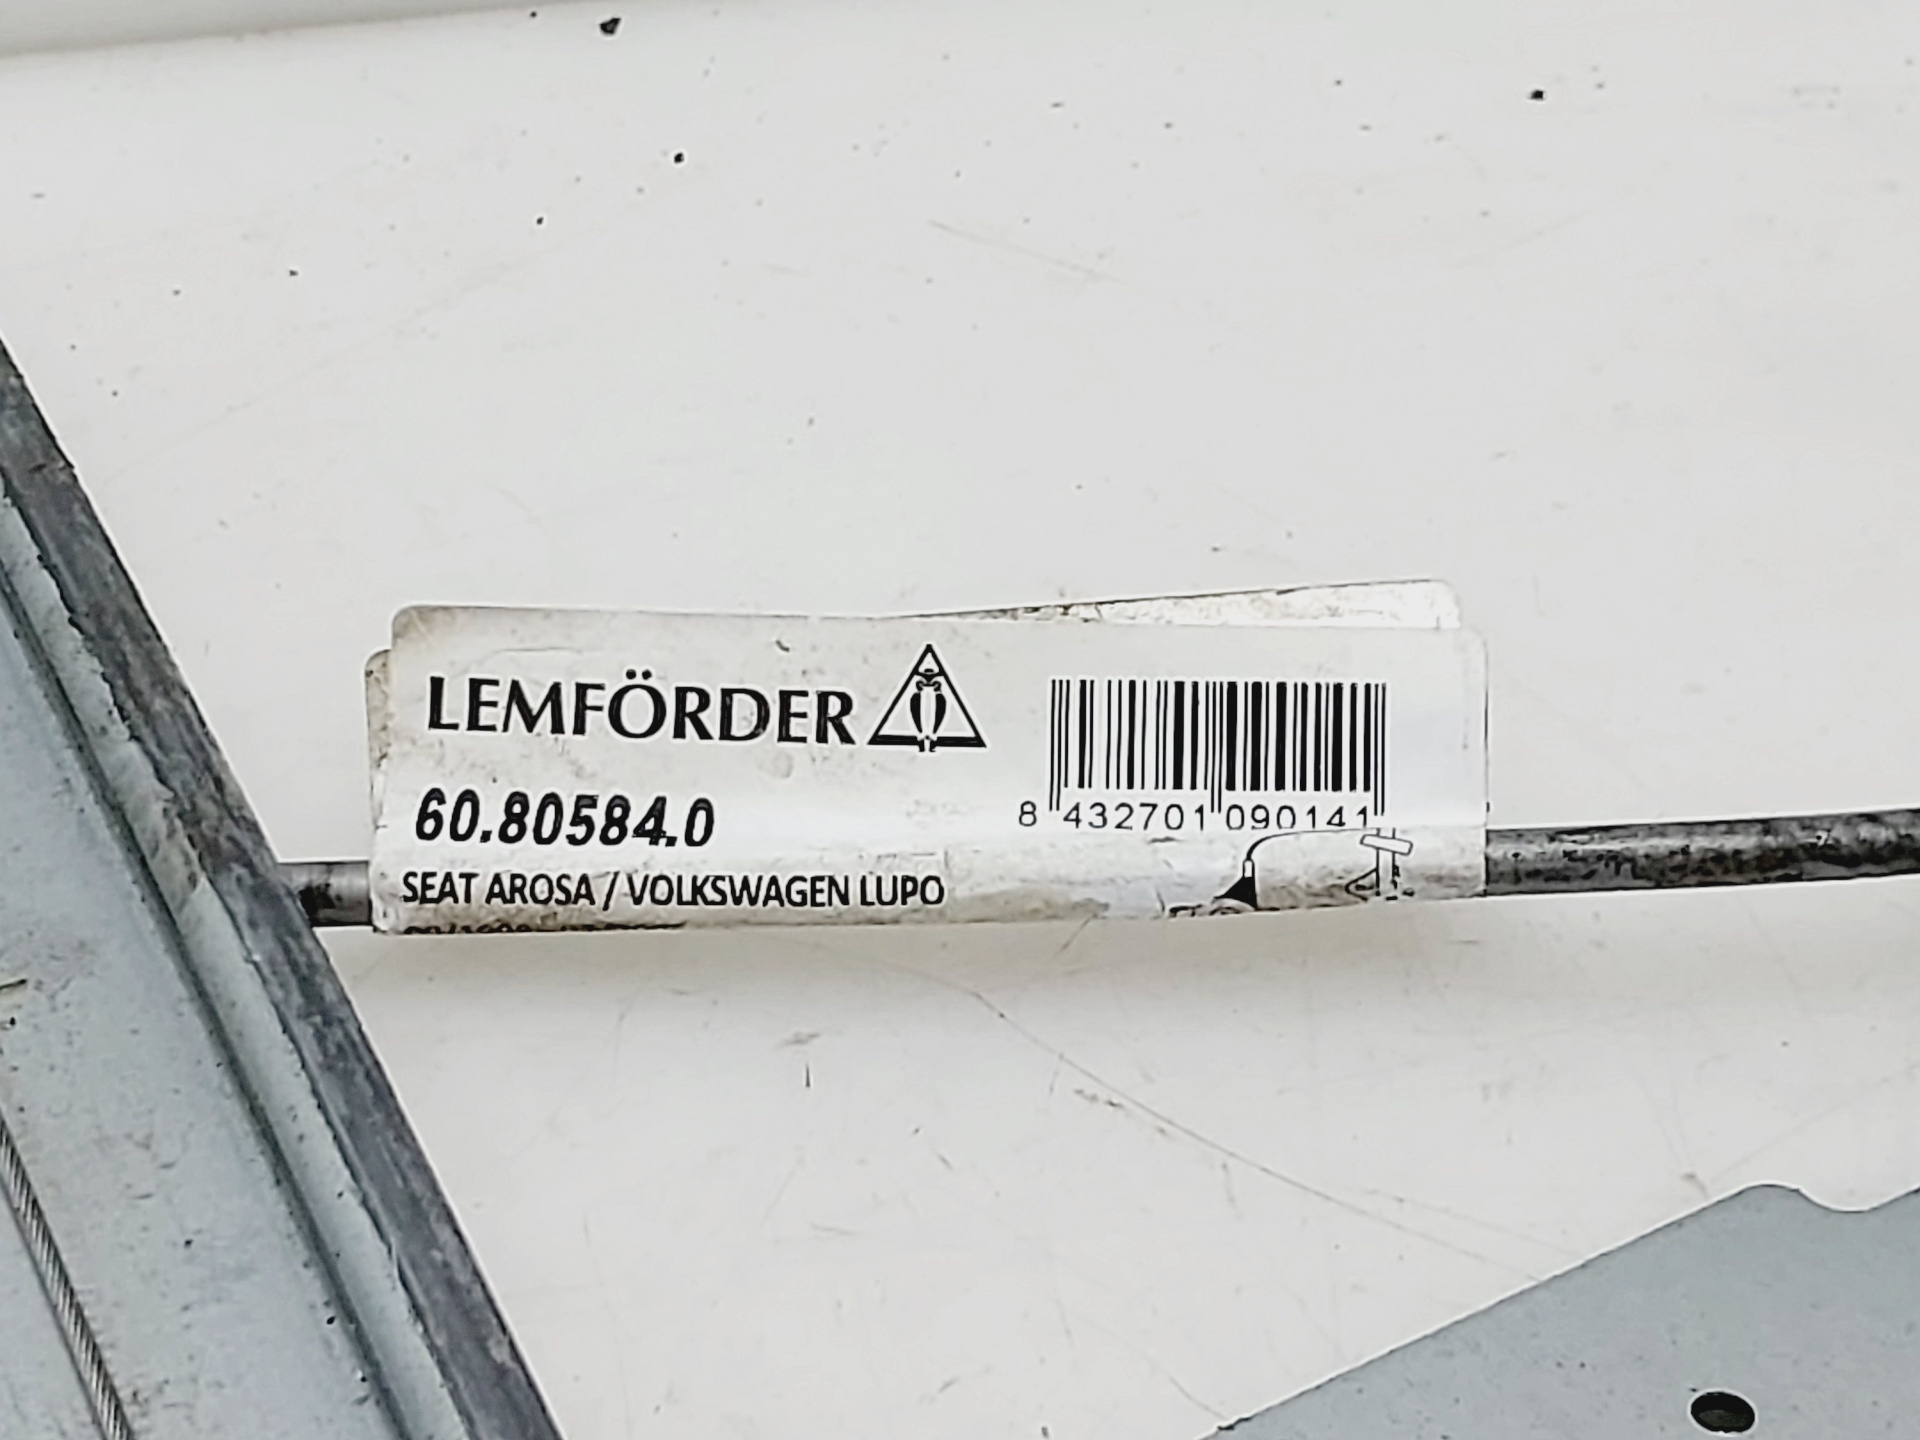 LEMFÖRDER
8 432701 090141
60.80584.0
SEAT AROSA / VOLKSWAGEN LUPO